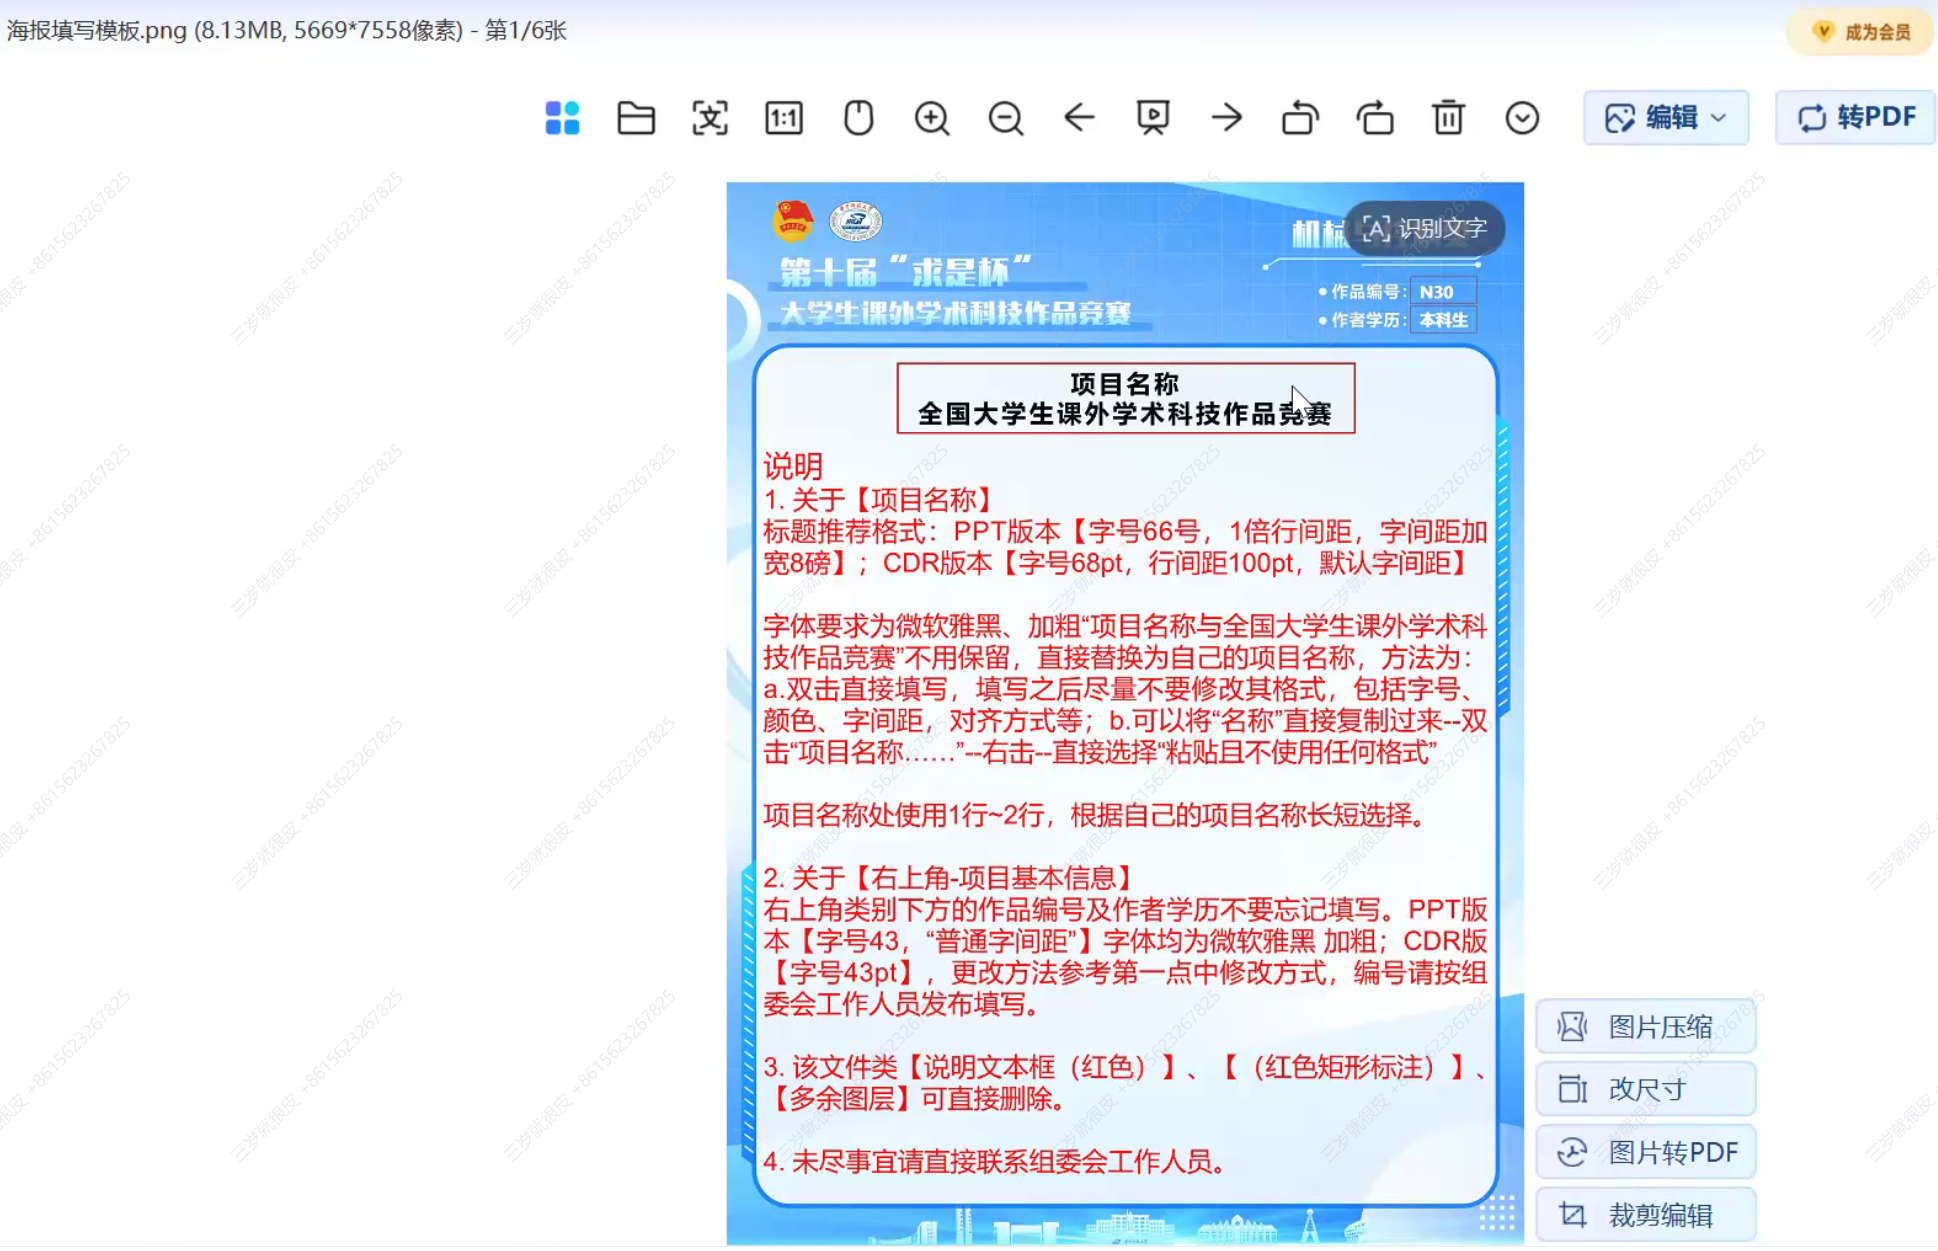 海报填写模板.png (8.13MB, 5669*7558像素) - 第1/6张
成为会员
1:1
编辑
转PDF
识别文字
机械
第十届“求是杯”
大学生课外学术科技作品竞赛
作品编号：N30
作者学历：本科生
项目名称
全国大学生课外学术科技作品竞赛
说明
1. 关于【项目名称】
标题推荐格式：PPT版本【字号66号，1倍行间距，字间距加
宽8磅】；CDR版本【字号68pt，行间距100pt，默认字间距】
字体要求为微软雅黑、加粗“项目名称与全国大学生课外学术科
技作品竞赛”不用保留，直接替换为自己的项目名称，方法为：
a.双击直接填写，填写之后尽量不要修改其格式，包括字号、
颜色、字间距，对齐方式等；b.可以将“名称”直接复制过来--双
击“项目名称……”--右击--直接选择“粘贴且不使用任何格式”
项目名称处使用1行~2行，根据自己的项目名称长短选择。
2. 关于【右上角-项目基本信息】
右上角类别下方的作品编号及作者学历不要忘记填写。PPT版
本【字号43，“普通字间距”】字体均为微软雅黑 加粗；CDR版
【字号43pt】，更改方法参考第一点中修改方式，编号请按组
委会工作人员发布填写。
3. 该文件类【说明文本框（红色）】、【（红色矩形标注）】、
【多余图层】可直接删除。
4. 未尽事宜请直接联系组委会工作人员。
图片压缩
改尺寸
图片转PDF
裁剪编辑
三岁就很皮 +8615623267825